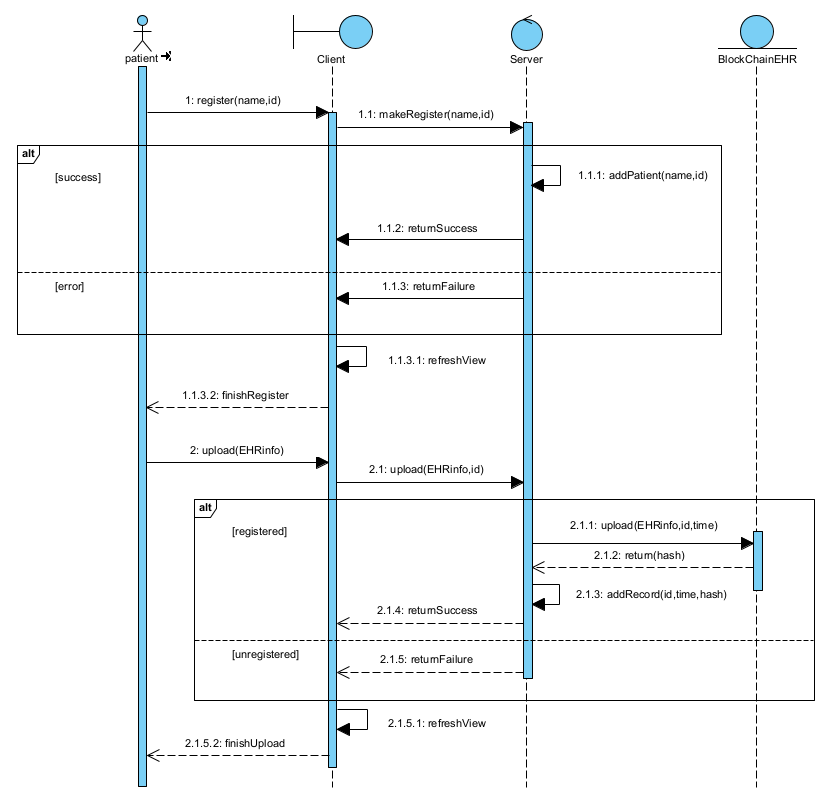 patient
Client
Server
BlockChainEHR
1: register(name,id)
1.1: makeRegister(name,id)
alt
[success]
1.1.1: addPatient(name,id)
1.1.2: returnSuccess
[error]
1.1.3: returnFailure
1.1.3.1: refreshView
1.1.3.2: finishRegister
2: upload(EHRinfo)
2.1: upload(EHRinfo,id)
alt
[registered]
2.1.1: upload(EHRinfo,id,time)
2.1.2: return(hash)
2.1.3: addRecord(id,time,hash)
2.1.4: returnSuccess
[unregistered]
2.1.5: returnFailure
2.1.5.1: refreshView
2.1.5.2: finishUpload